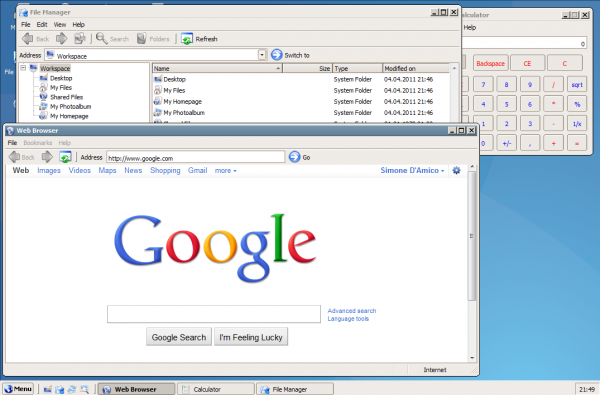 File Manager
File Edit View Help
Back Search Folders Refresh
Address Workspace Switch to
Workspace
Desktop
My Files
Shared Files
My Photoalbum
My Homepage
Name Size Type Modified on
Desktop System Folder 04.04.2011 21:46
My Files System Folder 04.04.2011 21:46
My Homepage System Folder 04.04.2011 21:46
My Photoalbum System Folder 04.04.2011 21:46
Calculator
Help
0
Backspace CE C
7 8 9 / sqrt
4 5 6 * %
1 2 3 - 1/x
0 +/- , + =
Web Browser
File Bookmarks Help
Back Address http://www.google.com Go
Web Images Videos Maps News Shopping Gmail more Simone D'Amico
Google
Advanced search
Language tools
Google Search I'm Feeling Lucky
Internet
Menu Web Browser Calculator File Manager 21:49